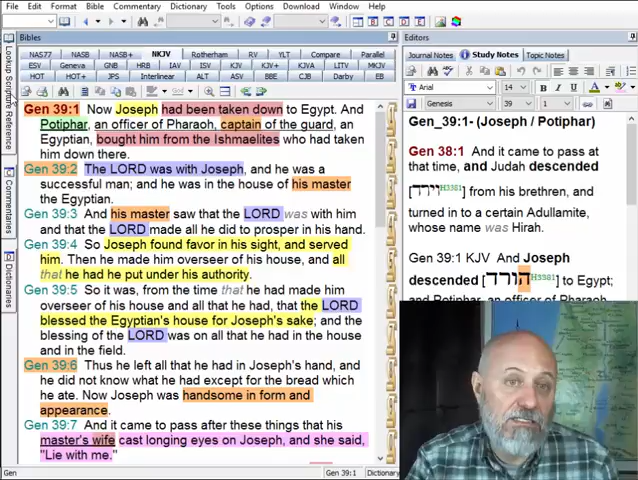 File Edit Bible Commentary Dictionary Tools Options Download Window Help
Bibles
NAS77 NASB NASB+ NKJV Rotherham RV YLT Compare Parallel
ESV Geneva GNB HRB IAV ISV KJV LITV MKJV
HOT HOT+ JPS Interlinear ALT ALT BBE CJB Darby EB
Gen 39:1 Now Joseph had been taken down to Egypt. And
Potiphar, an officer of Pharaoh, captain of the guard, an
Egyptian, bought him from the Ishmaelites who had taken
him down there.
Gen 39:2 The LORD was with Joseph, and he was a
successful man; and he was in the house of his master
the Egyptian.
Gen 39:3 And his master saw that the LORD was with him
and that the LORD made all he did to prosper in his hand.
Gen 39:4 So Joseph found favor in his sight, and served
him. Then he made him overseer of his house, and all
that he had he put under his authority.
Gen 39:5 So it was, from the time that he had made him
overseer of his house and all that he had, that the LORD
blessed the Egyptian's house for Joseph's sake; and the
blessing of the LORD was on all that he had in the house
and in the field.
Gen 39:6 Thus he left all that he had in Joseph's hand, and
he did not know what he had except for the bread which
he ate. Now Joseph was handsome in form and
appearance.
Gen 39:7 And it came to pass after these things that his
master's wife cast longing eyes on Joseph, and she said,
"Lie with me."
Lookup Scripture Reference
Commentaries
Dictionaries
Editors
Journal Notes Study Notes Topic Notes
Arial 14 B I U A
Genesis 39 1
Gen_39:1- (Joseph / Potiphar)
Gen 38:1 And it came to pass at
that time, and Judah descended
[וירד H3381] from his brethren, and
turned in to a certain Adullamite,
whose name was Hirah.
Gen 39:1 KJV And Joseph
descended [הורד H3381] to Egypt;
and Potiphar, an officer of Pharaoh
Gen Gen 39:1 Dictionary